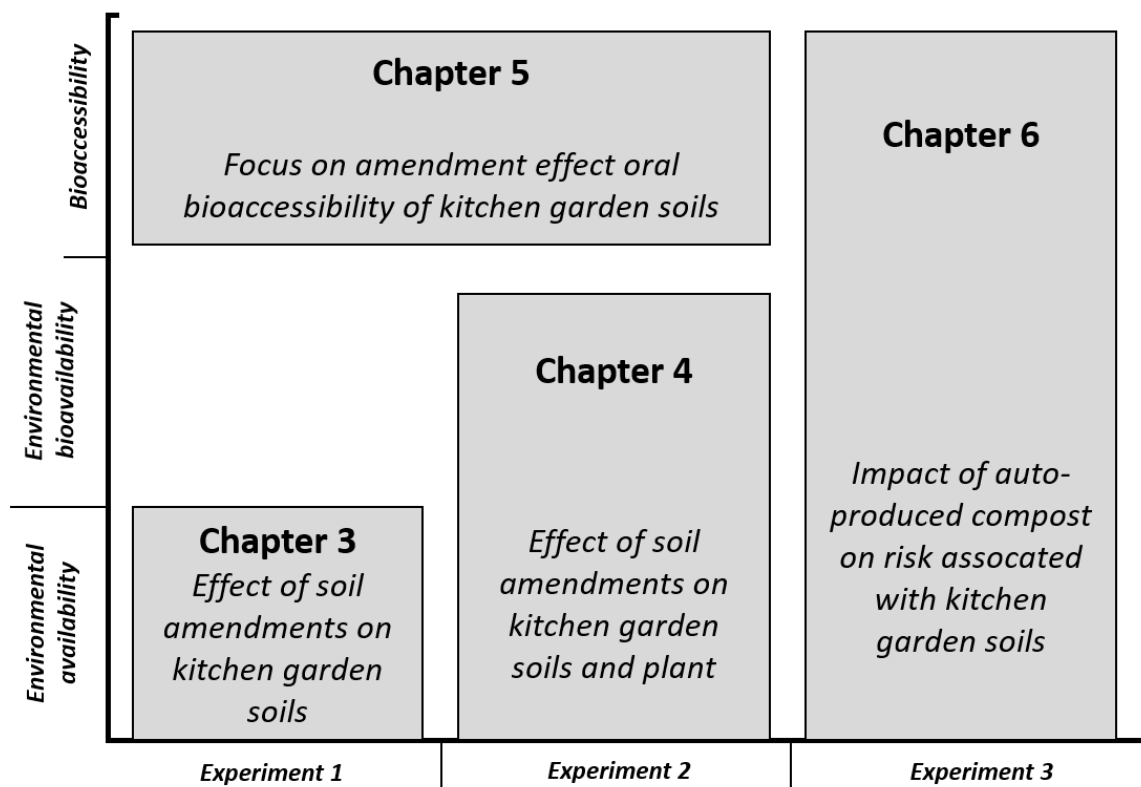 Bioaccessibility
Environmental
bioavailability
Environmental
availability
Chapter 5
Focus on amendment effect oral
bioaccessibility of kitchen garden soils
Chapter 6
Impact of auto-
produced compost
on risk assocated
with kitchen
garden soils
Chapter 4
Effect of soil
amendments on
kitchen garden
soils and plant
Chapter 3
Effect of soil
amendments on
kitchen garden
soils
Experiment 1
Experiment 2
Experiment 3